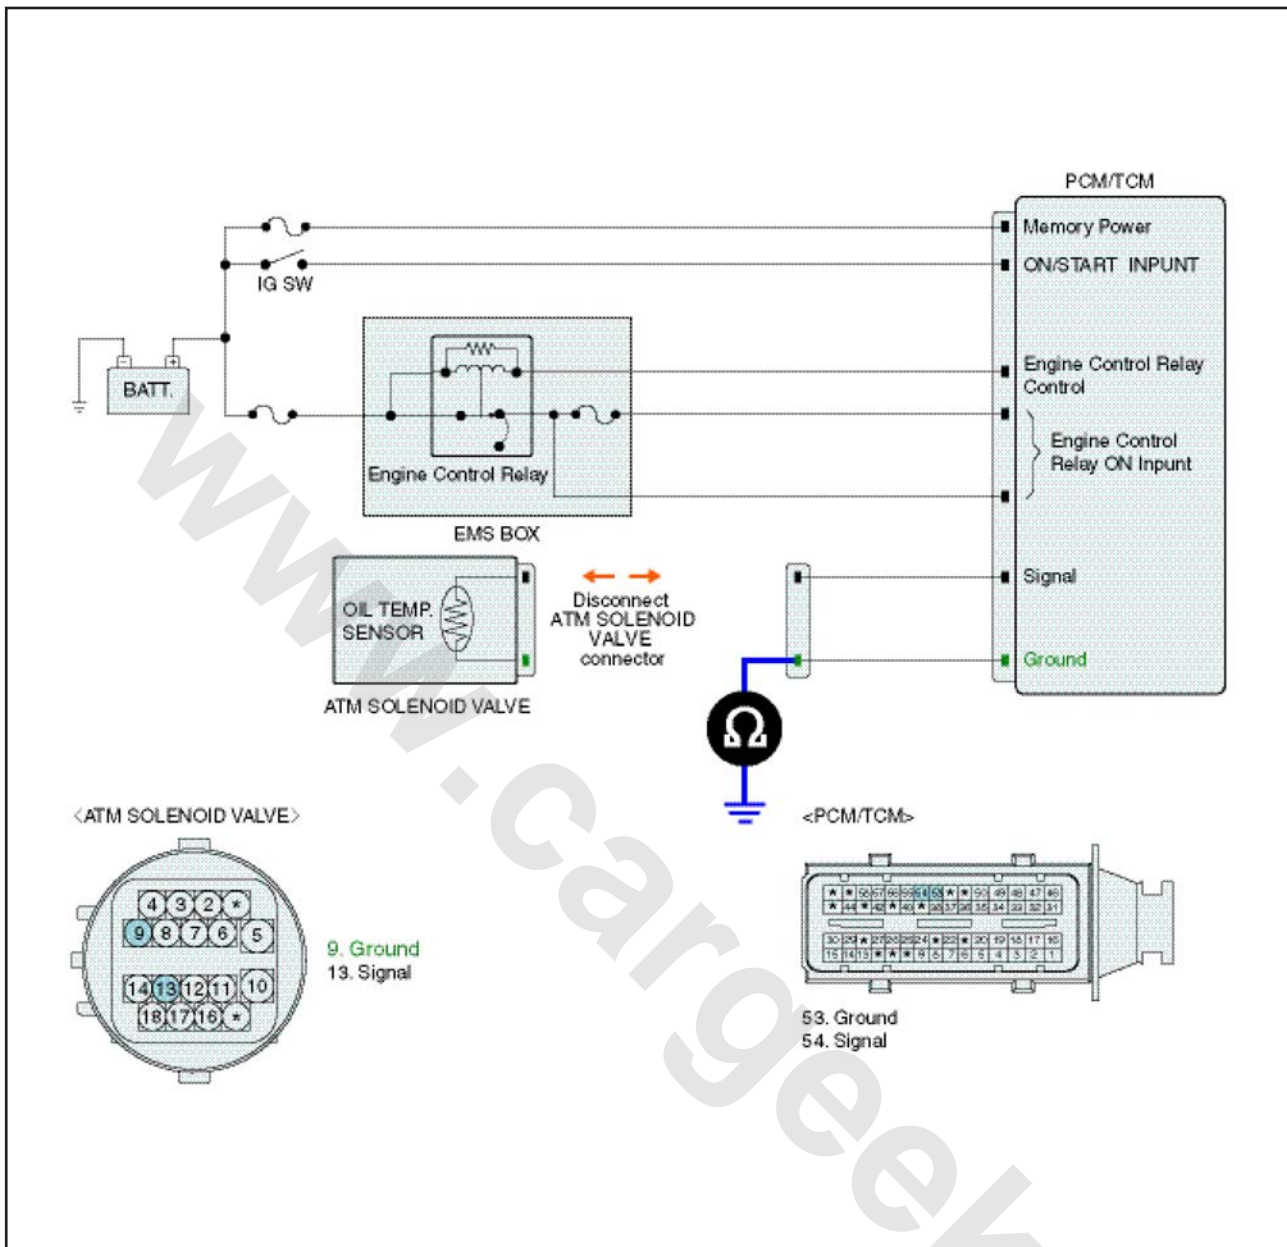 PCM/TCM
Memory Power
ON/START INPUNT
IG SW
BATT.
Engine Control Relay
Control
Engine Control
Relay ON Inpunt
Engine Control Relay
EMS BOX
OIL TEMP.
SENSOR
ATM SOLENOID VALVE
Disconnect
ATM SOLENOID
VALVE
connector
Signal
Ground
Ω
<ATM SOLENOID VALVE>
4 3 2 *
9 8 7 6 5
14 13 12 11 10
18 17 16 *
9. Ground
13. Signal
<PCM/TCM>
53. Ground
54. Signal
www.cargeek